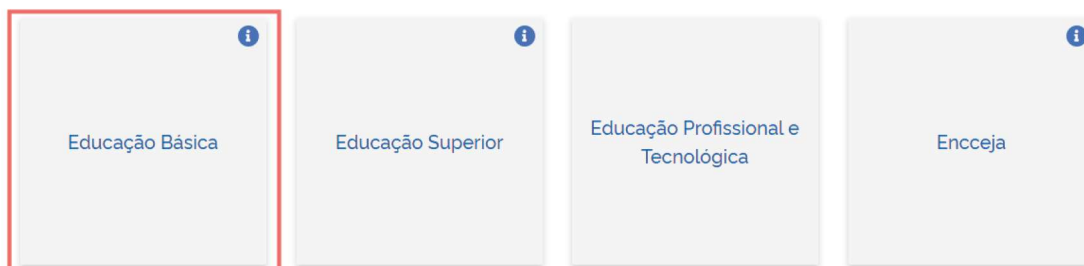 Educação Básica
Educação Superior
Educação Profissional e
Tecnológica
Encceja